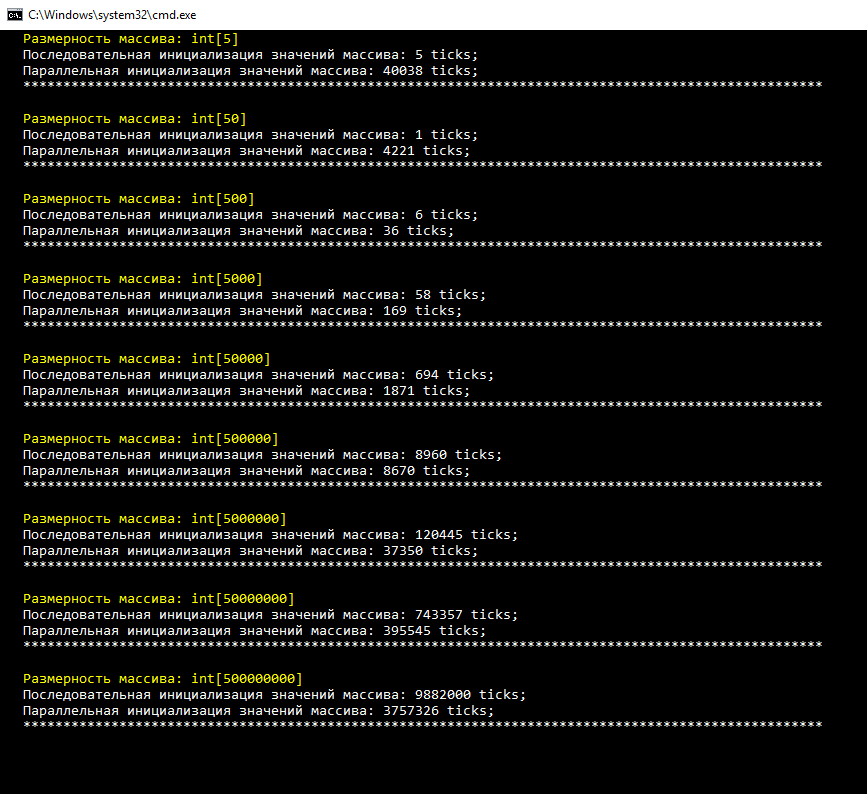 C:\Windows\system32\cmd.exe
Размерность массива: int[5]
Последовательная инициализация значений массива: 5 ticks;
Параллельная инициализация значений массива: 40038 ticks;
****************************************************************************************************
Размерность массива: int[50]
Последовательная инициализация значений массива: 1 ticks;
Параллельная инициализация значений массива: 4221 ticks;
****************************************************************************************************
Размерность массива: int[500]
Последовательная инициализация значений массива: 6 ticks;
Параллельная инициализация значений массива: 36 ticks;
****************************************************************************************************
Размерность массива: int[5000]
Последовательная инициализация значений массива: 58 ticks;
Параллельная инициализация значений массива: 169 ticks;
****************************************************************************************************
Размерность массива: int[50000]
Последовательная инициализация значений массива: 694 ticks;
Параллельная инициализация значений массива: 1871 ticks;
****************************************************************************************************
Размерность массива: int[500000]
Последовательная инициализация значений массива: 8960 ticks;
Параллельная инициализация значений массива: 8670 ticks;
****************************************************************************************************
Размерность массива: int[5000000]
Последовательная инициализация значений массива: 120445 ticks;
Параллельная инициализация значений массива: 37350 ticks;
****************************************************************************************************
Размерность массива: int[50000000]
Последовательная инициализация значений массива: 743357 ticks;
Параллельная инициализация значений массива: 395545 ticks;
****************************************************************************************************
Размерность массива: int[500000000]
Последовательная инициализация значений массива: 9882000 ticks;
Параллельная инициализация значений массива: 3757326 ticks;
****************************************************************************************************